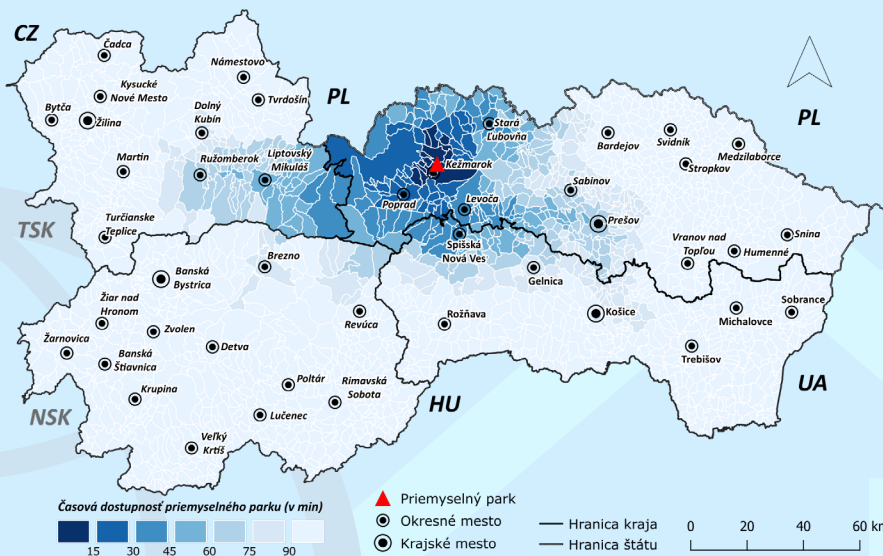 CZ
Čadca
Námestovo
Kysucké
Nové Mesto
Tvrdošín
PL
Bytča
Žilina
Dolný
Kubín
Stará
Ľubovňa
Bardejov
Svidník
PL
Medzilaborce
Stropkov
Martin
Ružomberok
Liptovský
Mikuláš
Kežmarok
Poprad
Levoča
Sabinov
Prešov
TSK
Turčianske
Teplice
Spišská
Nová Ves
Vranov nad
Topľou
Humenné
Snina
Brezno
Banská
Bystrica
Gelnica
Žiar nad
Hronom
Zvolen
Revúca
Rožňava
Košice
Michalovce
Sobrance
Žarnovica
Banská
Štiavnica
Detva
Trebišov
Krupina
Poltár
Rimavská
Sobota
Lučenec
NSK
HU
UA
Veľký
Krtíš
Časová dostupnosť priemyselného parku (v min)
15 30 45 60 75 90
Priemyselný park
Okresné mesto
Krajské mesto
Hranica kraja
Hranica štátu
0 20 40 60 km